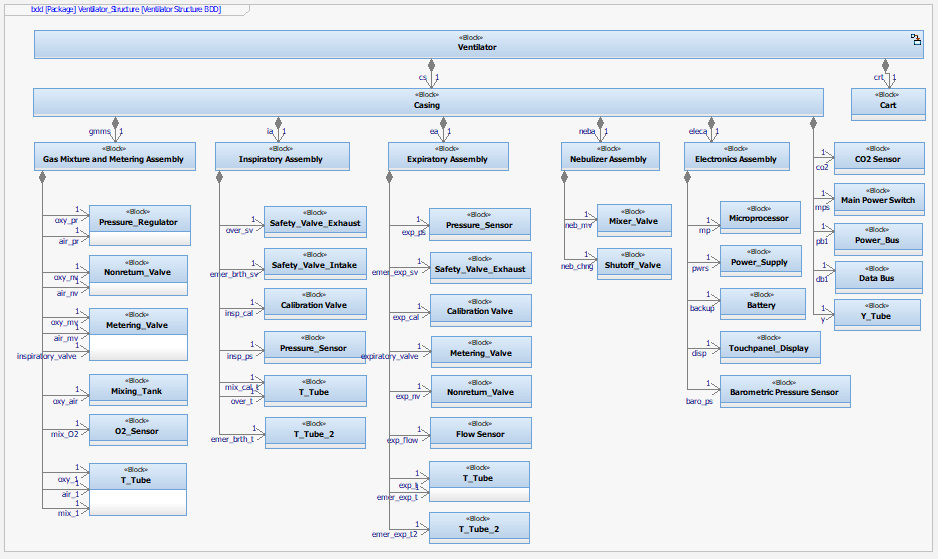 bdd [Package] Ventilator_Structure [Ventilator Structure BDD]
«Block»
Ventilator
cs 1
crt 1
«Block»
Casing
«Block»
Cart
gmms 1
ia 1
ea 1
neba 1
eleca 1
«Block»
Gas Mixture and Metering Assembly
«Block»
Inspiratory Assembly
«Block»
Expiratory Assembly
«Block»
Nebulizer Assembly
«Block»
Electronics Assembly
1
oxy_pr
1
air_pr
«Block»
Pressure_Regulator
1
oxy_nv
1
air_nv
«Block»
Nonreturn_Valve
1
oxy_mv
1
air_mv
1
inspiratory_valve
«Block»
Metering_Valve
1
oxy_air
«Block»
Mixing_Tank
1
mix_O2
«Block»
O2_Sensor
1
oxy_1
1
air_1
1
mix_1
«Block»
T_Tube
1
over_sv
«Block»
Safety_Valve_Exhaust
1
emer_brth_sv
«Block»
Safety_Valve_Intake
1
insp_cal
«Block»
Calibration Valve
1
insp_ps
«Block»
Pressure_Sensor
1
mix_cal_t
1
over_t
«Block»
T_Tube
1
emer_brth_t
«Block»
T_Tube_2
1
exp_ps
«Block»
Pressure_Sensor
1
emer_exp_sv
«Block»
Safety_Valve_Exhaust
1
exp_cal
«Block»
Calibration Valve
1
expiratory_valve
«Block»
Metering_Valve
1
exp_nv
«Block»
Nonreturn_Valve
1
exp_flow
«Block»
Flow Sensor
1
exp_t
1
emer_exp_t
«Block»
T_Tube
1
emer_exp_t2
«Block»
T_Tube_2
1
neb_mv
«Block»
Mixer_Valve
1
neb_chng
«Block»
Shutoff_Valve
1
mp
«Block»
Microprocessor
1
pwrs
«Block»
Power_Supply
1
backup
«Block»
Battery
1
disp
«Block»
Touchpanel_Display
1
baro_ps
«Block»
Barometric Pressure Sensor
1
co2
«Block»
CO2 Sensor
1
mps
«Block»
Main Power Switch
1
pb1
«Block»
Power_Bus
1
db1
«Block»
Data Bus
1
y
«Block»
Y_Tube